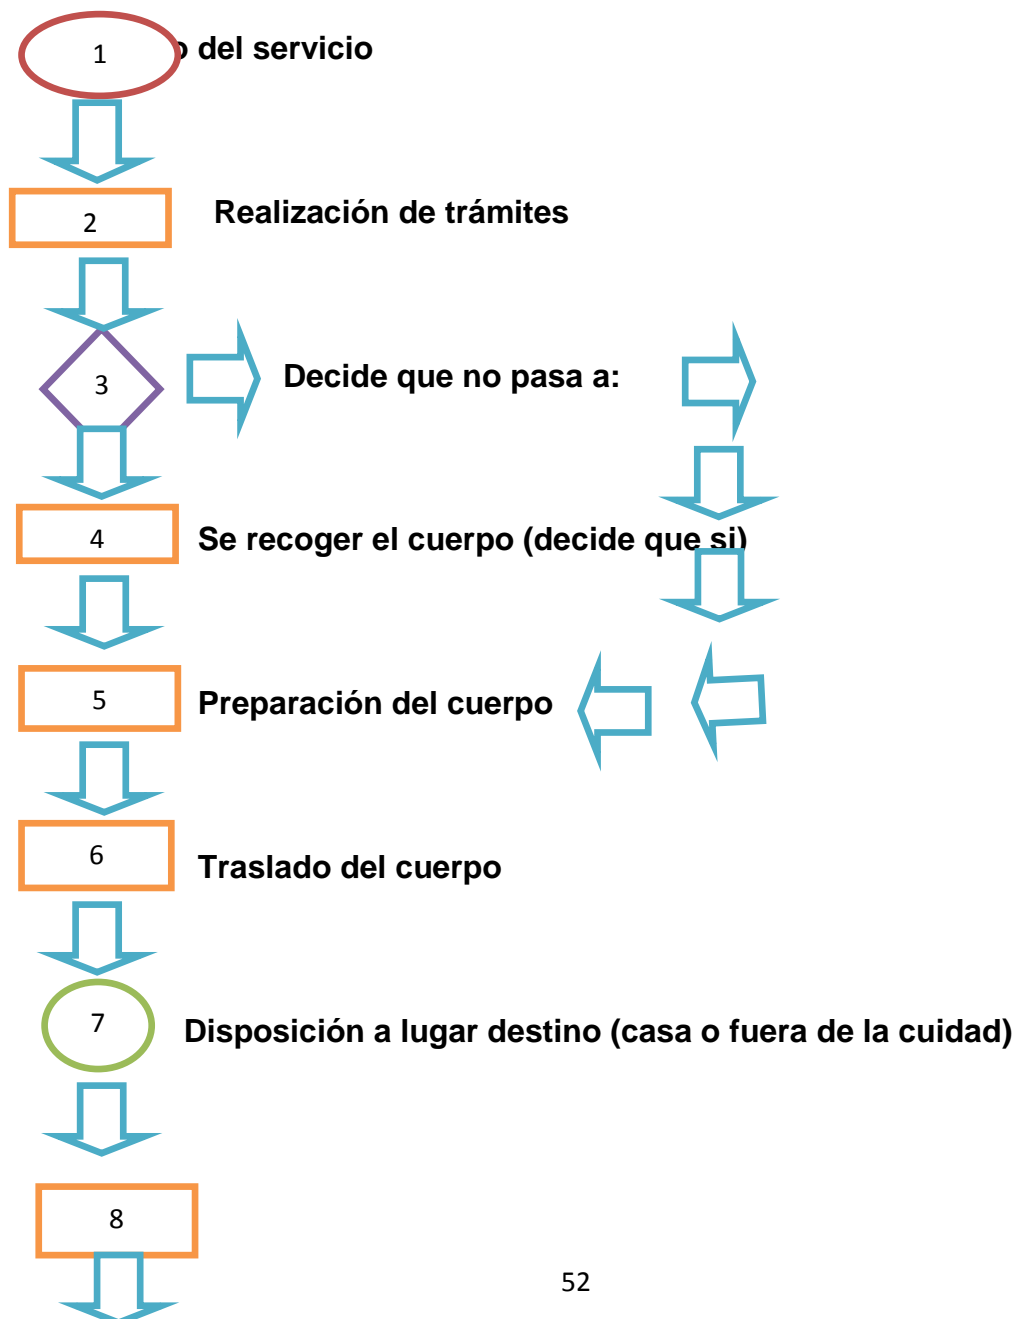 1 o del servicio
2 Realización de trámites
3 Decide que no pasa a:
4 Se recoger el cuerpo (decide que si)
5 Preparación del cuerpo
6 Traslado del cuerpo
7 Disposición a lugar destino (casa o fuera de la cuidad)
8
52